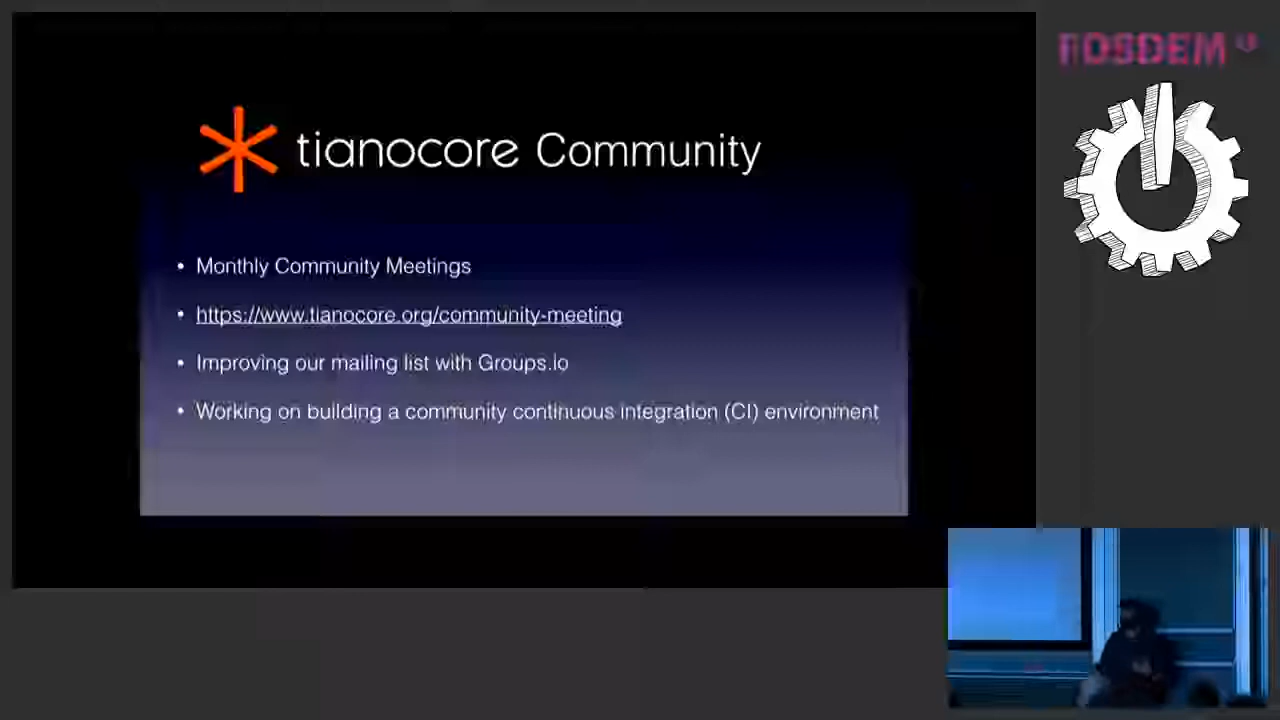 FOSDEM
tianocore Community
• Monthly Community Meetings
• https://www.tianocore.org/community-meeting
• Improving our mailing list with Groups.io
• Working on building a community continuous integration (CI) environment